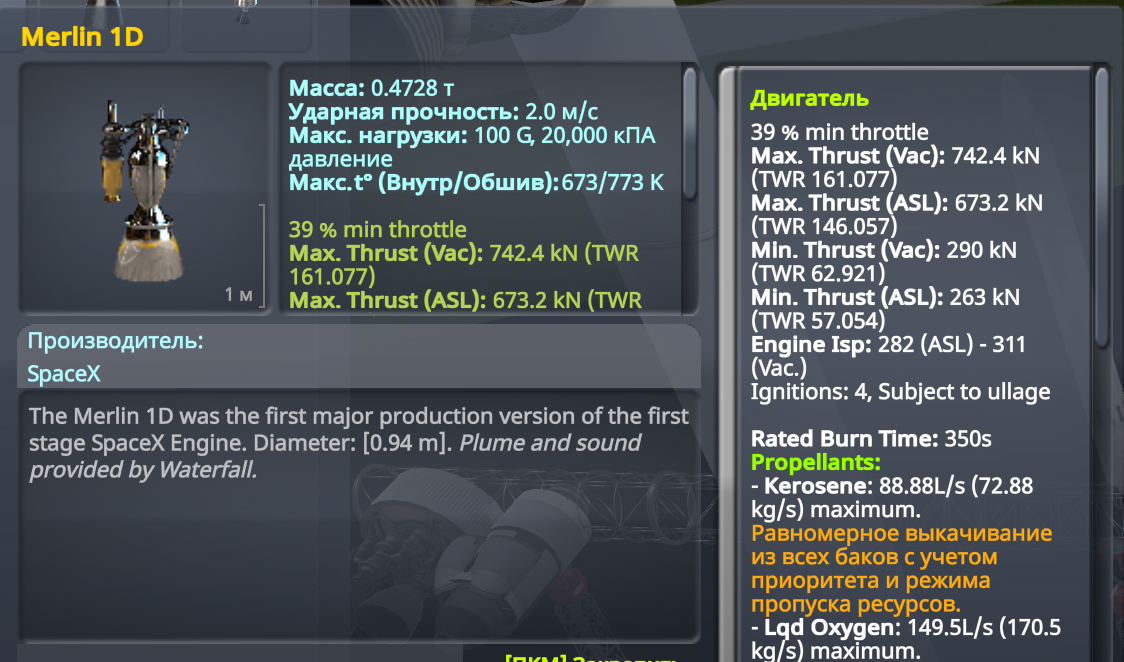 Merlin 1D
1 м
Масса: 0.4728 т
Ударная прочность: 2.0 м/с
Макс. нагрузки: 100 G, 20,000 кПА
давление
Макс.t° (Внутр/Обшив):673/773 K
39 % min throttle
Max. Thrust (Vac): 742.4 kN (TWR
161.077)
Max. Thrust (ASL): 673.2 kN (TWR
Производитель:
SpaceX
The Merlin 1D was the first major production version of the first
stage SpaceX Engine. Diameter: [0.94 m]. Plume and sound
provided by Waterfall.
Двигатель
39 % min throttle
Max. Thrust (Vac): 742.4 kN
(TWR 161.077)
Max. Thrust (ASL): 673.2 kN
(TWR 146.057)
Min. Thrust (Vac): 290 kN
(TWR 62.921)
Min. Thrust (ASL): 263 kN
(TWR 57.054)
Engine Isp: 282 (ASL) - 311
(Vac.)
Ignitions: 4, Subject to ullage
Rated Burn Time: 350s
Propellants:
- Kerosene: 88.88L/s (72.88
kg/s) maximum.
Равномерное выкачивание
из всех баков с учетом
приоритета и режима
пропуска ресурсов.
- Lqd Oxygen: 149.5L/s (170.5
kg/s) maximum.
[ПКМ]